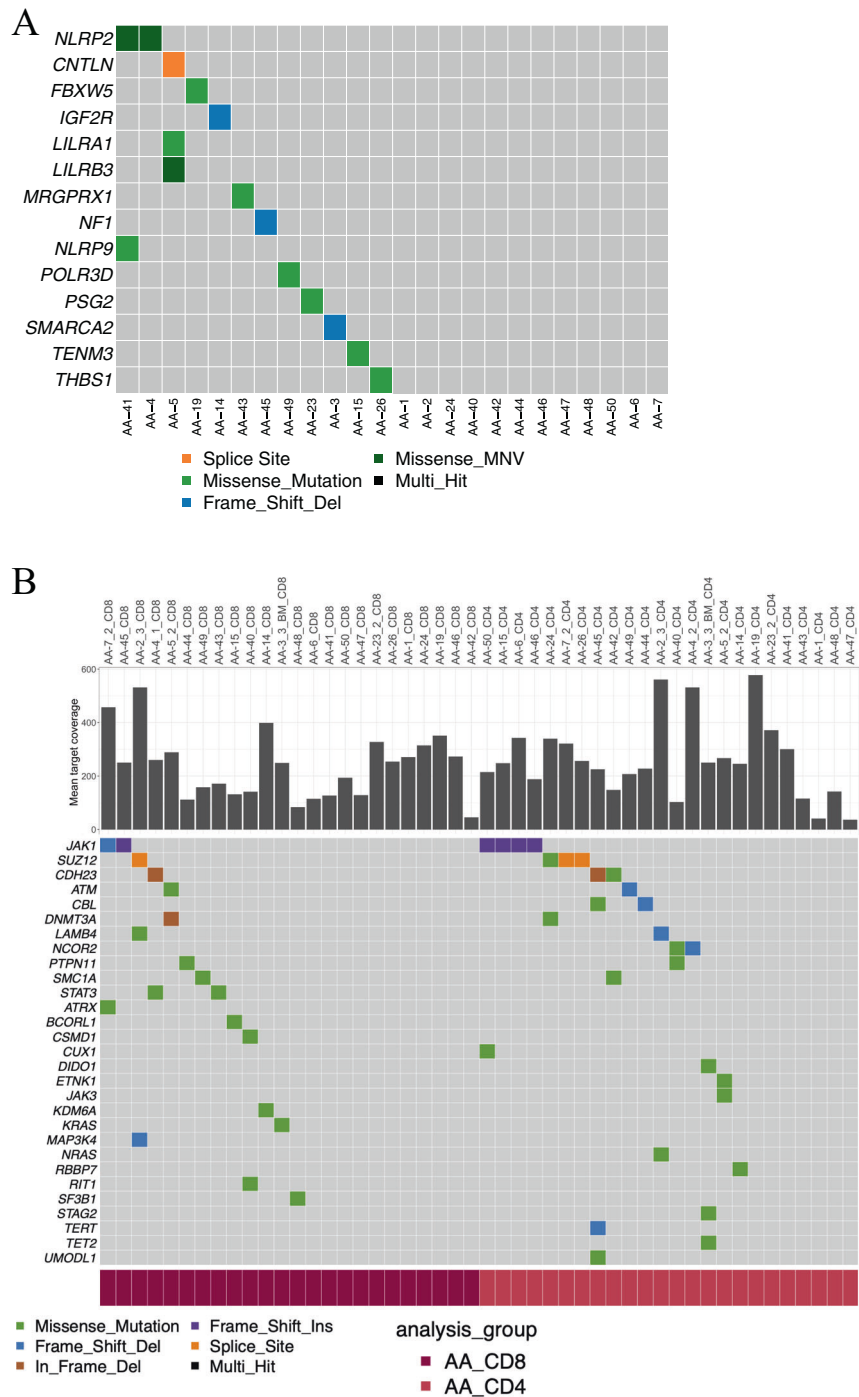 A
NLRP2
CNTLN
FBXW5
IGF2R
LILRA1
LILRB3
MRGPRX1
NF1
NLRP9
POLR3D
PSG2
SMARCA2
TENM3
THBS1
AA−41 AA−4 AA−5 AA−19 AA−14 AA−43 AA−45 AA−49 AA−23 AA−3 AA−15 AA−26 AA−1 AA−2 AA−24 AA−40 AA−42 AA−44 AA−46 AA−47 AA−48 AA−50 AA−6 AA−7
Splice Site Missense_MNV
Missense_Mutation Multi_Hit
Frame_Shift_Del
B
AA-7_2_CD8 AA-45_CD8 AA-2_3_CD8 AA-4_1_CD8 AA-5_2_CD8 AA-44_CD8 AA-49_CD8 AA-43_CD8 AA-15_CD8 AA-40_CD8 AA-14_CD8 AA-3_3_BM_CD8 AA-48_CD8 AA-6_CD8 AA-41_CD8 AA-50_CD8 AA-47_CD8 AA-23_2_CD8 AA-26_CD8 AA-1_CD8 AA-24_CD8 AA-19_CD8 AA-46_CD8 AA-42_CD8 AA-50_CD4 AA-15_CD4 AA-6_CD4 AA-46_CD4 AA-24_CD4 AA-7_2_CD4 AA-26_CD4 AA-45_CD4 AA-42_CD4 AA-49_CD4 AA-44_CD4 AA-2_3_CD4 AA-40_CD4 AA-4_2_CD4 AA-3_3_BM_CD4 AA-5_2_CD4 AA-14_CD4 AA-19_CD4 AA-23_2_CD4 AA-41_CD4 AA-43_CD4 AA-1_CD4 AA-48_CD4 AA-47_CD4
Mean target coverage
600
400
200
0
JAK1
SUZ12
CDH23
ATM
CBL
DNMT3A
LAMB4
NCOR2
PTPN11
SMC1A
STAT3
ATRX
BCORL1
CSMD1
CUX1
DIDO1
ETNK1
JAK3
KDM6A
KRAS
MAP3K4
NRAS
RBBP7
RIT1
SF3B1
STAG2
TERT
TET2
UMODL1
Missense_Mutation Frame_Shift_Ins
Frame_Shift_Del Splice_Site
In_Frame_Del Multi_Hit
analysis_group
AA_CD8
AA_CD4